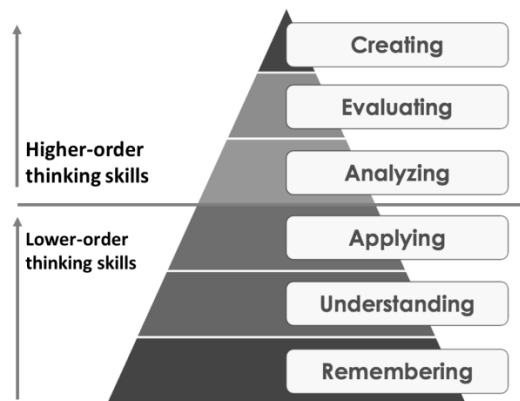 Creating
Evaluating
Higher-order
thinking skills
Analyzing
Applying
Lower-order
thinking skills
Understanding
Remembering